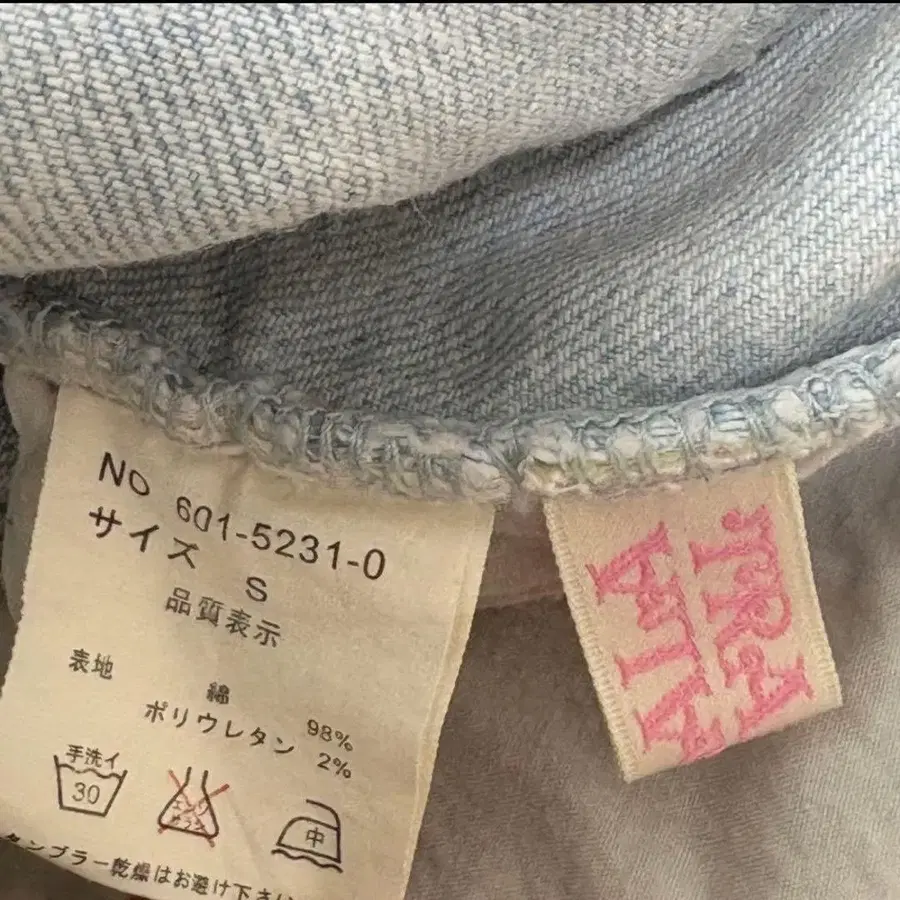 No 601-5231-0
サイズ S
品質表示
表地
綿 98%
ポリウレタン 2%
手洗イ
30
中
タンブラー乾燥はお避け下さい
TRA